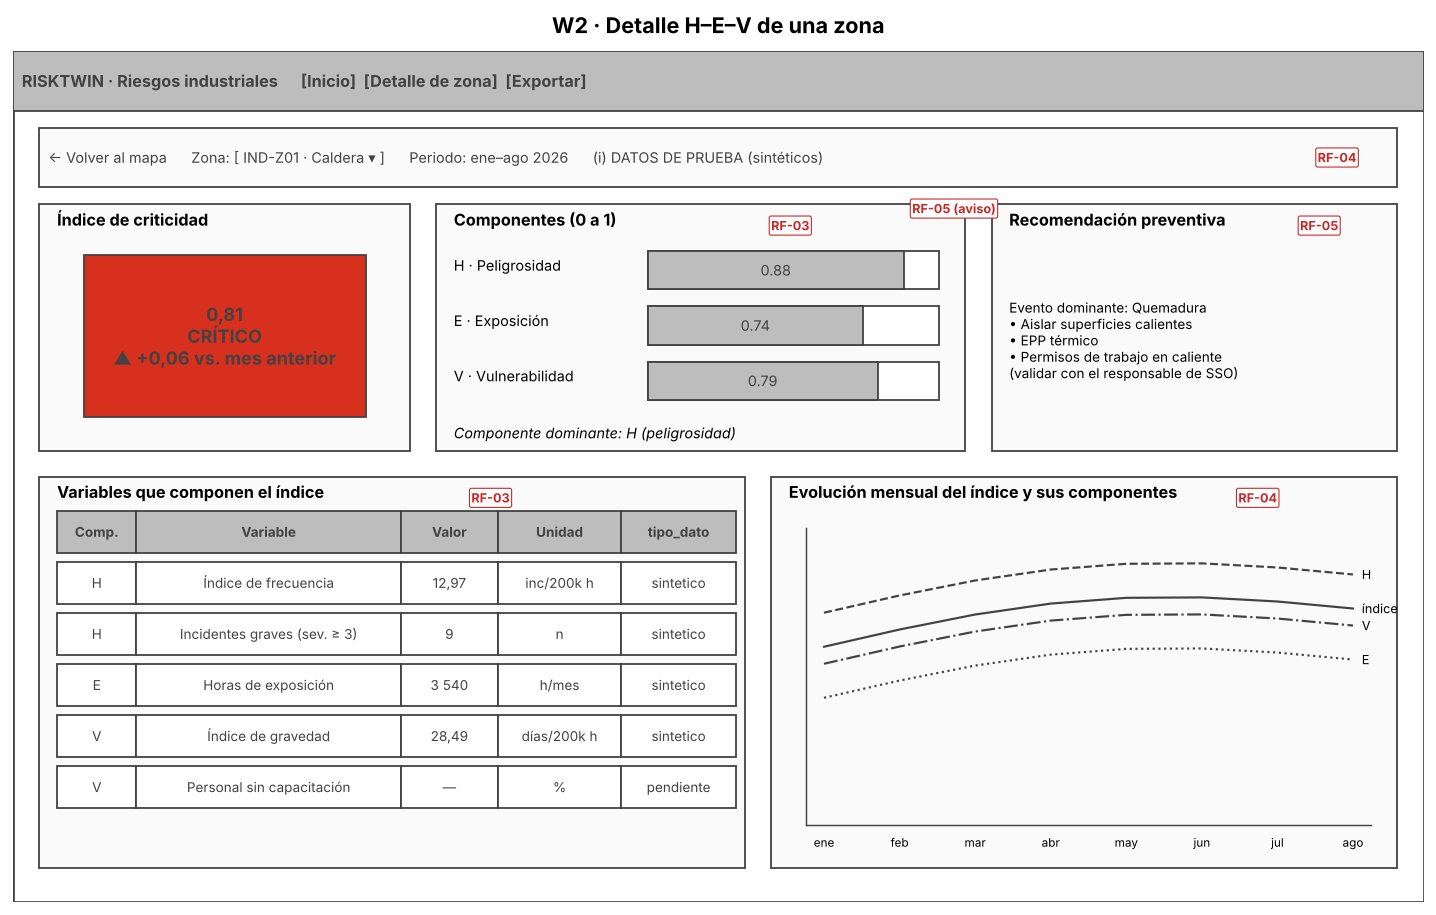 W2 · Detalle H–E–V de una zona
RISKTWIN · Riesgos industriales [Inicio] [Detalle de zona] [Exportar]
← Volver al mapa Zona: [ IND-Z01 · Caldera ▾ ] Periodo: ene–ago 2026 (i) DATOS DE PRUEBA (sintéticos) RF-04
Índice de criticidad
0,81
CRÍTICO
▲ +0,06 vs. mes anterior
Componentes (0 a 1) RF-03 RF-05 (aviso)
H · Peligrosidad 0.88
E · Exposición 0.74
V · Vulnerabilidad 0.79
Componente dominante: H (peligrosidad)
Recomendación preventiva RF-05
Evento dominante: Quemadura
• Aislar superficies calientes
• EPP térmico
• Permisos de trabajo en caliente
(validar con el responsable de SSO)
Variables que componen el índice RF-03
Comp. Variable Valor Unidad tipo_dato
H Índice de frecuencia 12,97 inc/200k h sintetico
H Incidentes graves (sev. ≥ 3) 9 n sintetico
E Horas de exposición 3 540 h/mes sintetico
V Índice de gravedad 28,49 días/200k h sintetico
V Personal sin capacitación — % pendiente
Evolución mensual del índice y sus componentes RF-04
H
índice
V
E
ene feb mar abr may jun jul ago